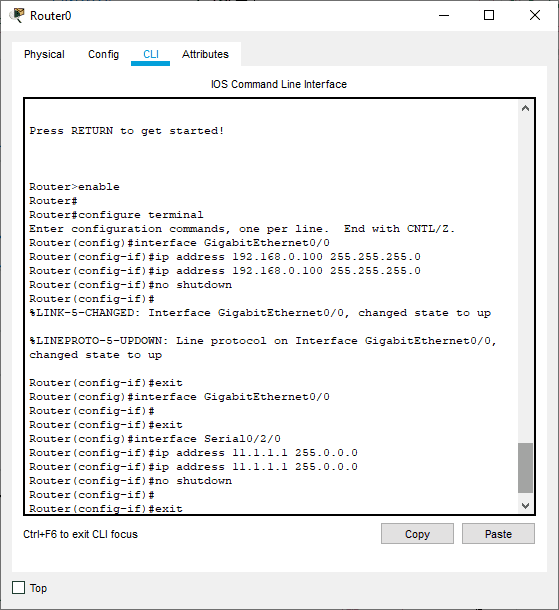 Router0
Physical Config CLI Attributes
IOS Command Line Interface
Press RETURN to get started!
Router>enable
Router#
Router#configure terminal
Enter configuration commands, one per line.  End with CNTL/Z.
Router(config)#interface GigabitEthernet0/0
Router(config-if)#ip address 192.168.0.100 255.255.255.0
Router(config-if)#ip address 192.168.0.100 255.255.255.0
Router(config-if)#no shutdown
Router(config-if)#
%LINK-5-CHANGED: Interface GigabitEthernet0/0, changed state to up
%LINEPROTO-5-UPDOWN: Line protocol on Interface GigabitEthernet0/0,
changed state to up
Router(config-if)#exit
Router(config)#interface GigabitEthernet0/0
Router(config-if)#
Router(config-if)#exit
Router(config)#interface Serial0/2/0
Router(config-if)#ip address 11.1.1.1 255.0.0.0
Router(config-if)#ip address 11.1.1.1 255.0.0.0
Router(config-if)#no shutdown
Router(config-if)#
Router(config-if)#exit
Ctrl+F6 to exit CLI focus
Copy
Paste
Top